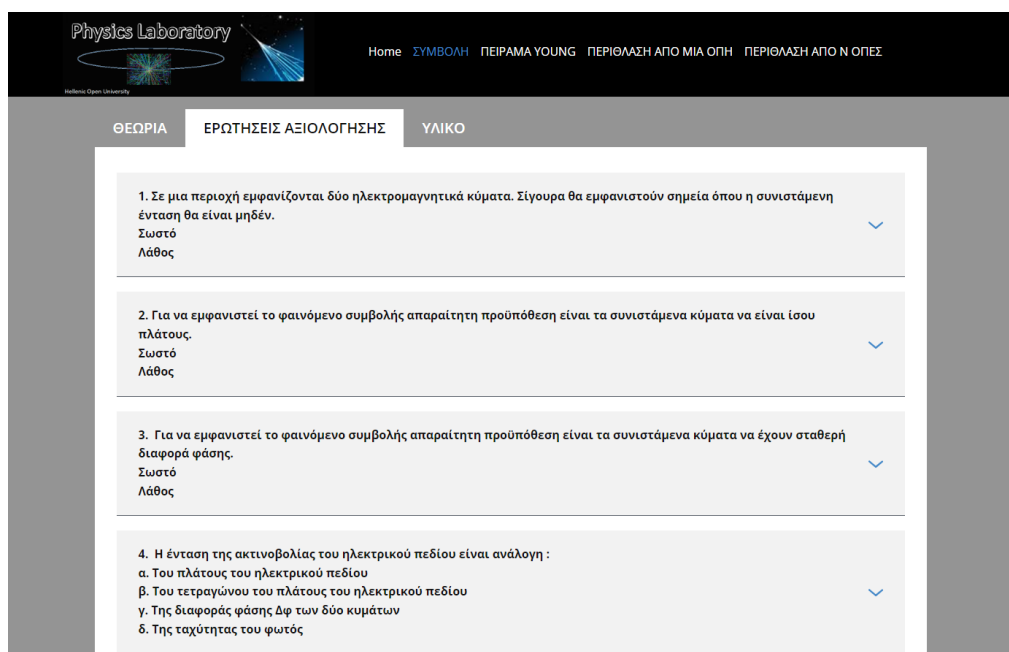 Physics Laboratory
Hellenic Open University
Home ΣΥΜΒΟΛΗ ΠΕΙΡΑΜΑ YOUNG ΠΕΡΙΘΛΑΣΗ ΑΠΟ ΜΙΑ ΟΠΗ ΠΕΡΙΘΛΑΣΗ ΑΠΟ Ν ΟΠΕΣ
ΘΕΩΡΙΑ ΕΡΩΤΗΣΕΙΣ ΑΞΙΟΛΟΓΗΣΗΣ ΥΛΙΚΟ
1. Σε μια περιοχή εμφανίζονται δύο ηλεκτρομαγνητικά κύματα. Σίγουρα θα εμφανιστούν σημεία όπου η συνιστάμενη
ένταση θα είναι μηδέν.
Σωστό
Λάθος
2. Για να εμφανιστεί το φαινόμενο συμβολής απαραίτητη προϋπόθεση είναι τα συνιστάμενα κύματα να είναι ίσου
πλάτους.
Σωστό
Λάθος
3. Για να εμφανιστεί το φαινόμενο συμβολής απαραίτητη προϋπόθεση είναι τα συνιστάμενα κύματα να έχουν σταθερή
διαφορά φάσης.
Σωστό
Λάθος
4. Η ένταση της ακτινοβολίας του ηλεκτρικού πεδίου είναι ανάλογη :
α. Του πλάτους του ηλεκτρικού πεδίου
β. Του τετραγώνου του πλάτους του ηλεκτρικού πεδίου
γ. Της διαφοράς φάσης Δφ των δύο κυμάτων
δ. Της ταχύτητας του φωτός